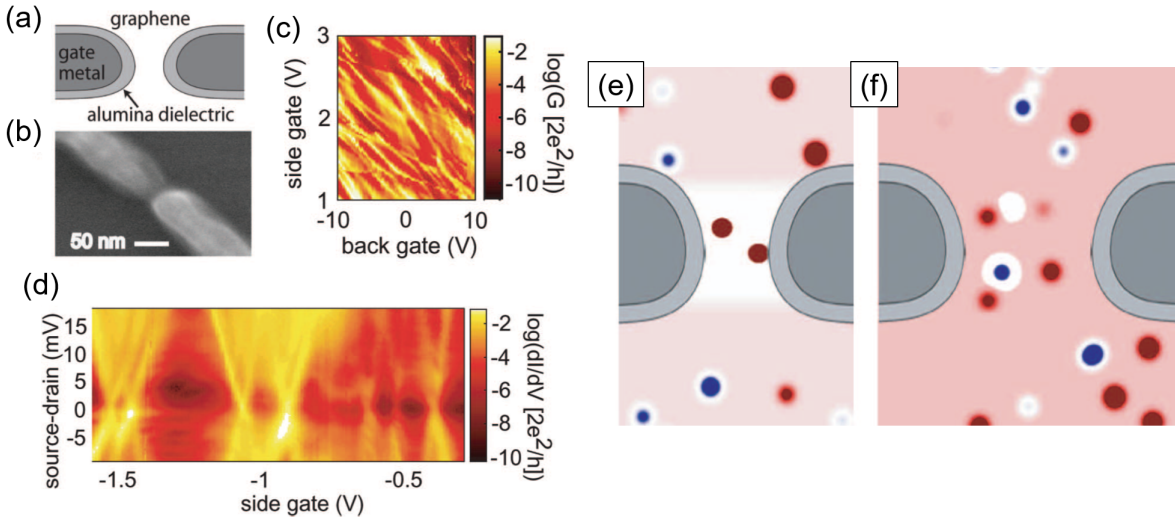 (a)
graphene
gate
metal
alumina dielectric
(b)
50 nm
(c)
3
2
1
side gate (V)
-10
0
10
back gate (V)
-2
-4
-6
-8
-10
log(G [2e²/h])
(d)
15
10
5
0
-5
source-drain (mV)
-1.5
-1
-0.5
side gate (V)
-2
-4
-6
-8
-10
log(dI/dV [2e²/h])
(e)
(f)